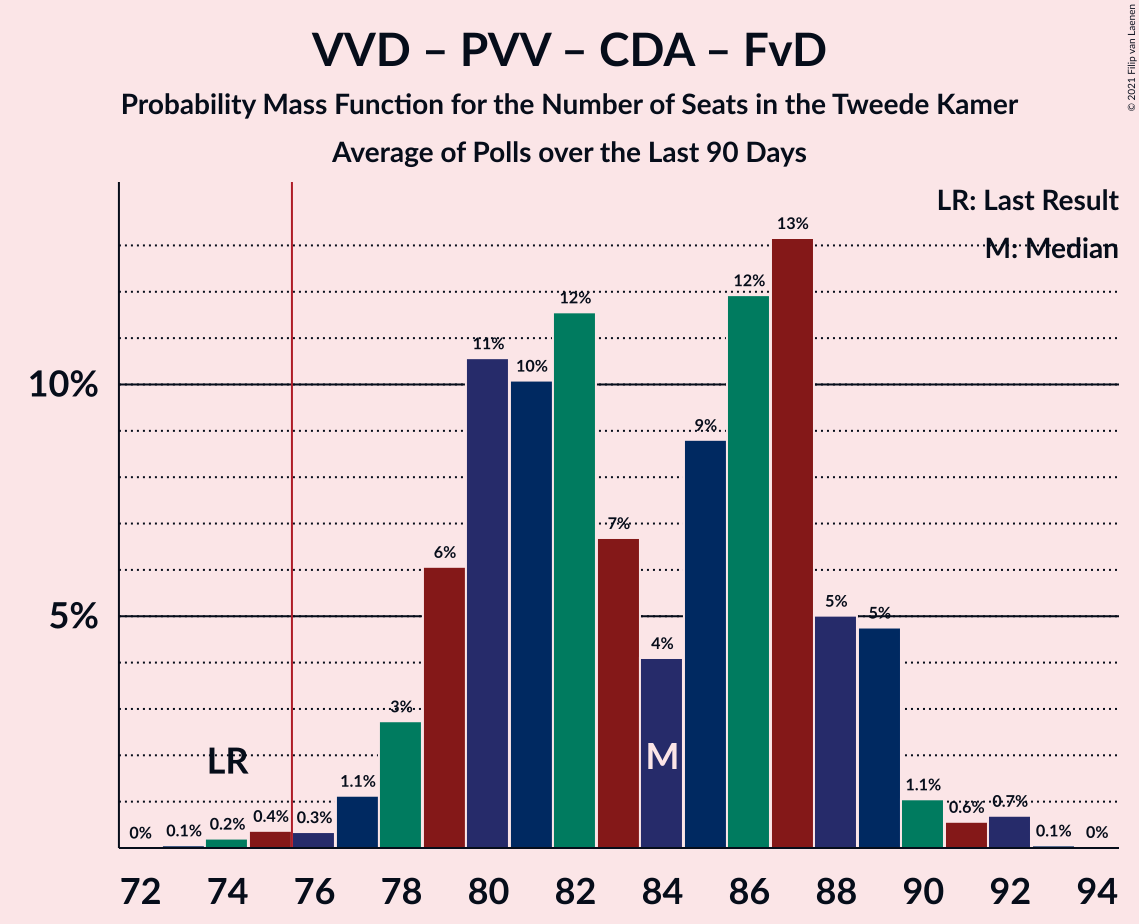 VVD – PVV – CDA – FvD
Probability Mass Function for the Number of Seats in the Tweede Kamer
Average of Polls over the Last 90 Days
© 2021 Filip van Laenen
LR: Last Result
M: Median
10%
5%
0%
0.1%
0.2%
0.4%
0.3%
1.1%
3%
6%
11%
10%
12%
7%
4%
9%
12%
13%
5%
5%
1.1%
0.6%
0.7%
0.1%
0%
LR
M
72 74 76 78 80 82 84 86 88 90 92 94